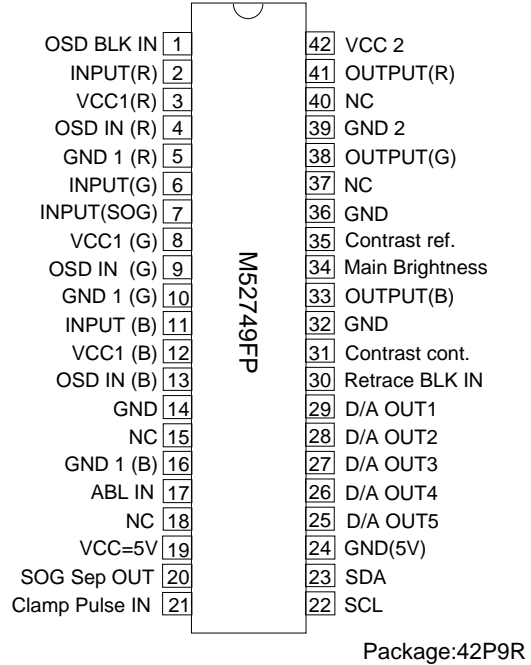 OSD BLK IN 1
INPUT(R) 2
VCC1(R) 3
OSD IN (R) 4
GND 1 (R) 5
INPUT(G) 6
INPUT(SOG) 7
VCC1 (G) 8
OSD IN (G) 9
GND 1 (G) 10
INPUT (B) 11
VCC1 (B) 12
OSD IN (B) 13
GND 14
NC 15
GND 1 (B) 16
ABL IN 17
NC 18
VCC=5V 19
SOG Sep OUT 20
Clamp Pulse IN 21
M52749FP
42 VCC 2
41 OUTPUT(R)
40 NC
39 GND 2
38 OUTPUT(G)
37 NC
36 GND
35 Contrast ref.
34 Main Brightness
33 OUTPUT(B)
32 GND
31 Contrast cont.
30 Retrace BLK IN
29 D/A OUT1
28 D/A OUT2
27 D/A OUT3
26 D/A OUT4
25 D/A OUT5
24 GND(5V)
23 SDA
22 SCL
Package:42P9R